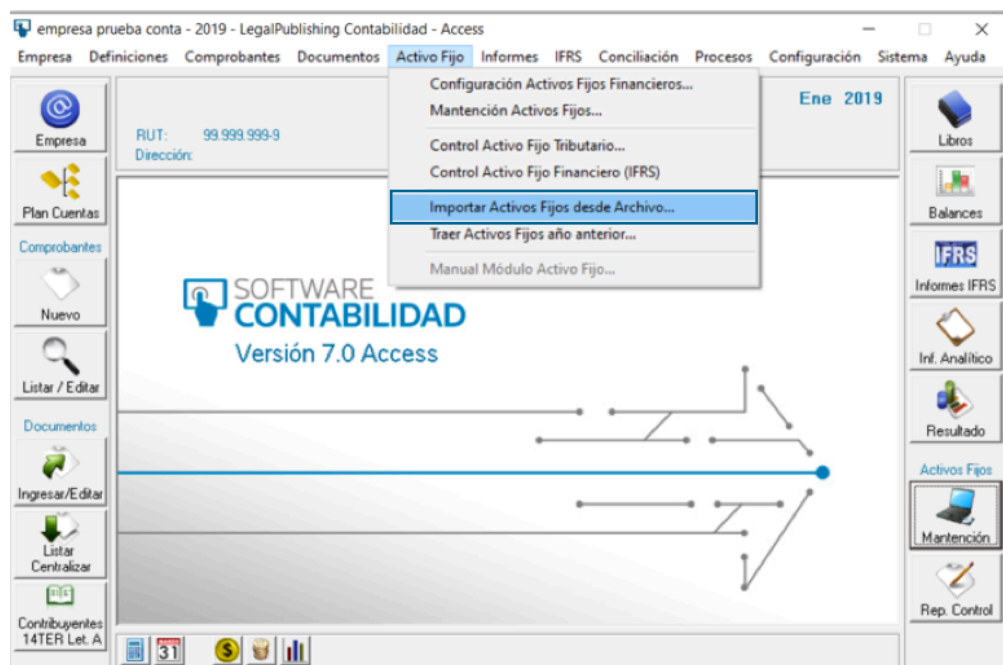 empresa prueba conta - 2019 - LegalPublishing Contabilidad - Access
Empresa Definiciones Comprobantes Documentos Activo Fijo Informes IFRS Conciliación Procesos Configuración Sistema Ayuda
Configuración Activos Fijos Financieros...
Mantención Activos Fijos...
Control Activo Fijo Tributario...
Control Activo Fijo Financiero (IFRS)
Importar Activos Fijos desde Archivo...
Traer Activos Fijos año anterior...
Manual Módulo Activo Fijo...
Ene 2019
RUT: 99.999.999-9
Dirección:
Empresa
Plan Cuentas
Comprobantes
Nuevo
Listar / Editar
Documentos
Ingresar/Editar
Listar
Centralizar
Contribuyentes
14TER Let. A
SOFTWARE
CONTABILIDAD
Versión 7.0 Access
Libros
Balances
IFRS
Informes IFRS
Inf. Analítico
Resultado
Activos Fijos
Mantención
Rep. Control
31
$